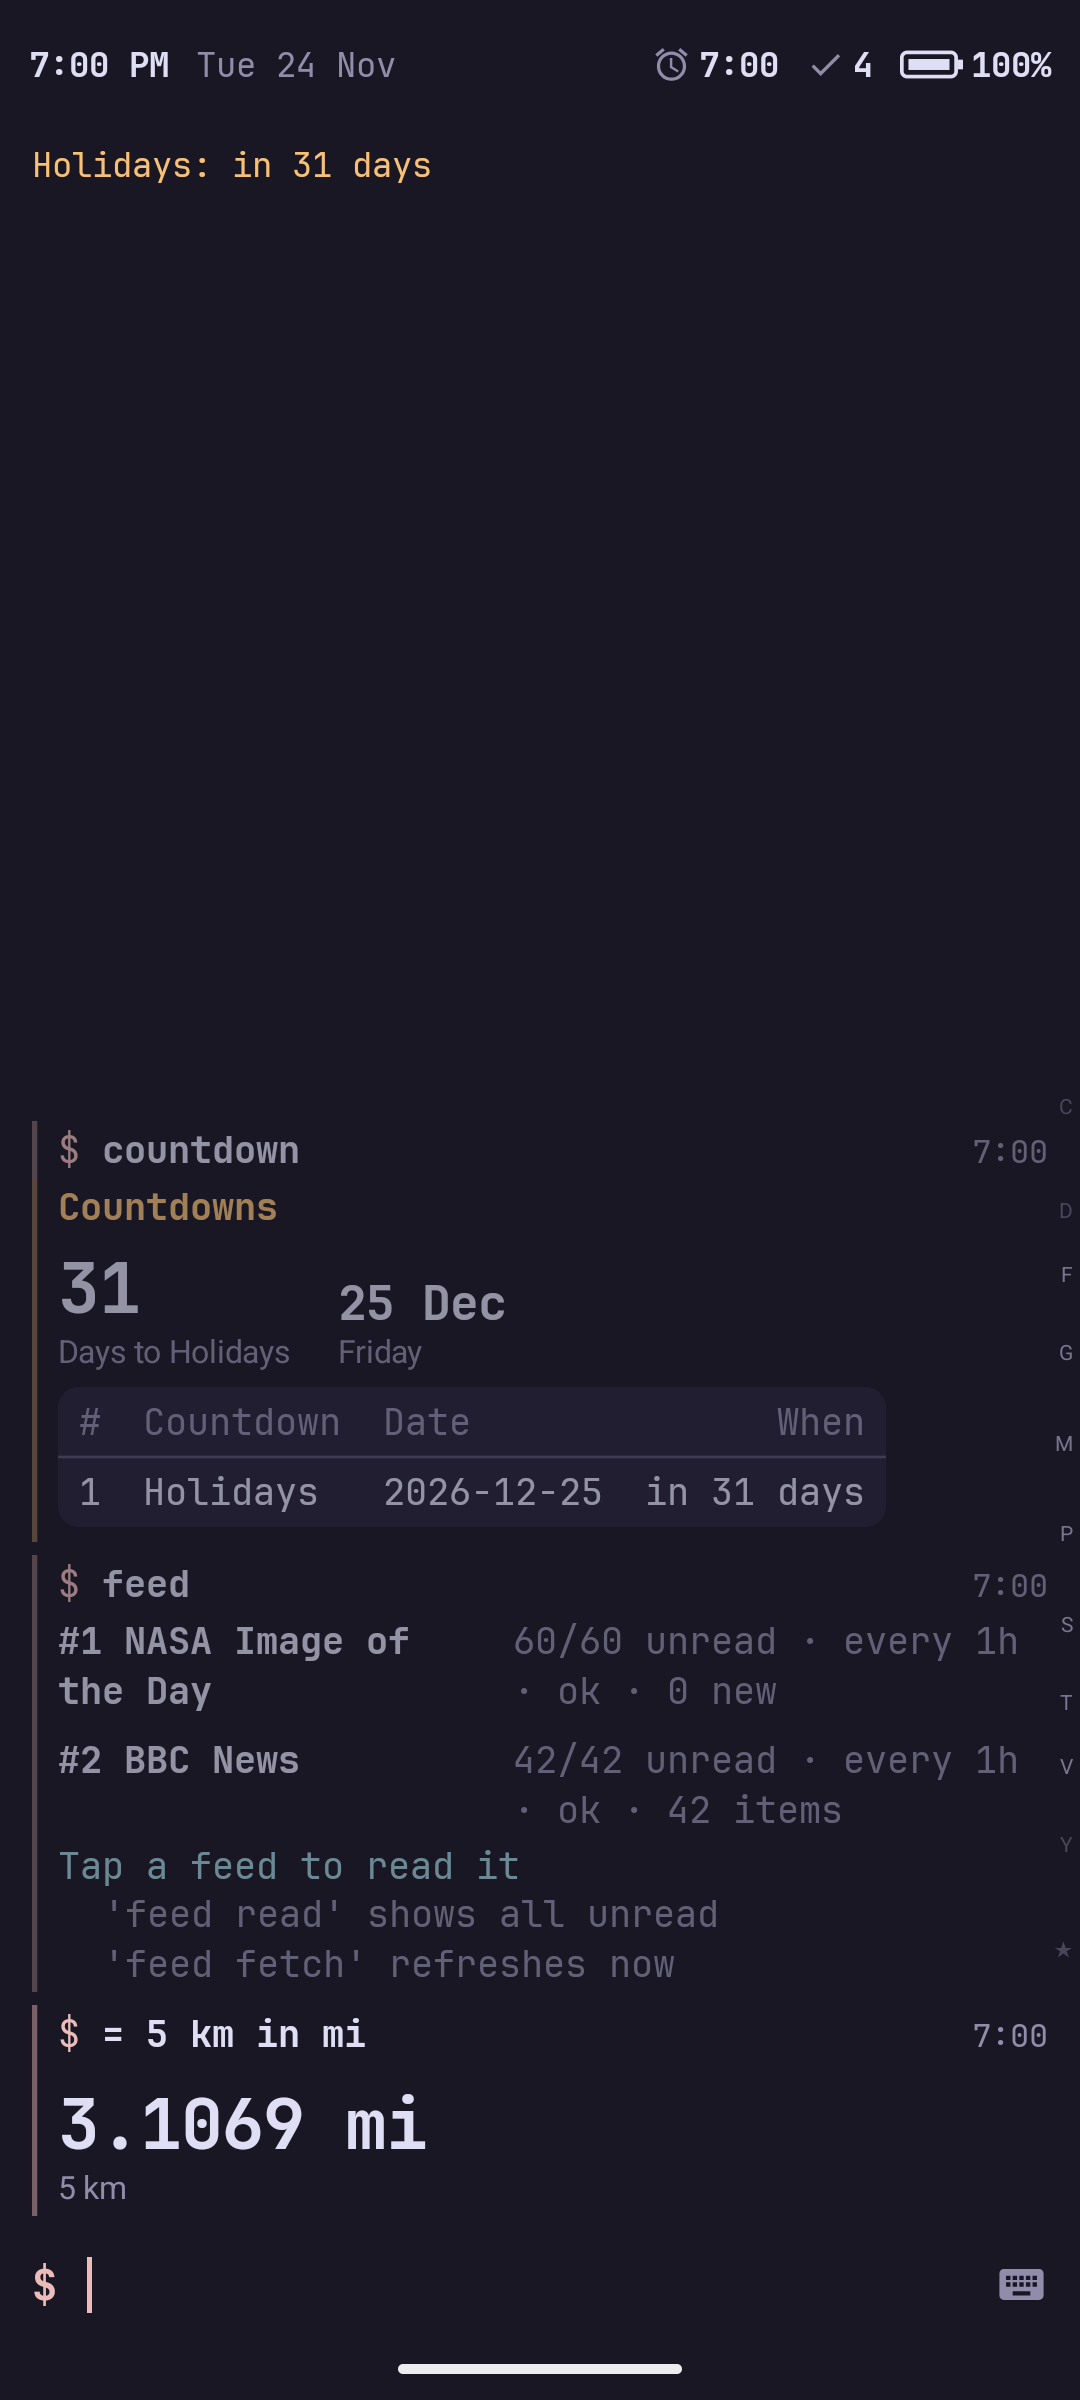 7:00 PM Tue 24 Nov 7:00 4 100%
Holidays: in 31 days
C
$ countdown 7:00
Countdowns
D
F
31 25 Dec
Days to Holidays Friday
G
# Countdown Date When
M
1 Holidays 2026-12-25 in 31 days
P
$ feed 7:00
S
#1 NASA Image of the Day 60/60 unread · every 1h
· ok · 0 new
T
#2 BBC News 42/42 unread · every 1h
V
· ok · 42 items
Y
Tap a feed to read it
'feed read' shows all unread
'feed fetch' refreshes now
★
$ = 5 km in mi 7:00
3.1069 mi
5 km
$